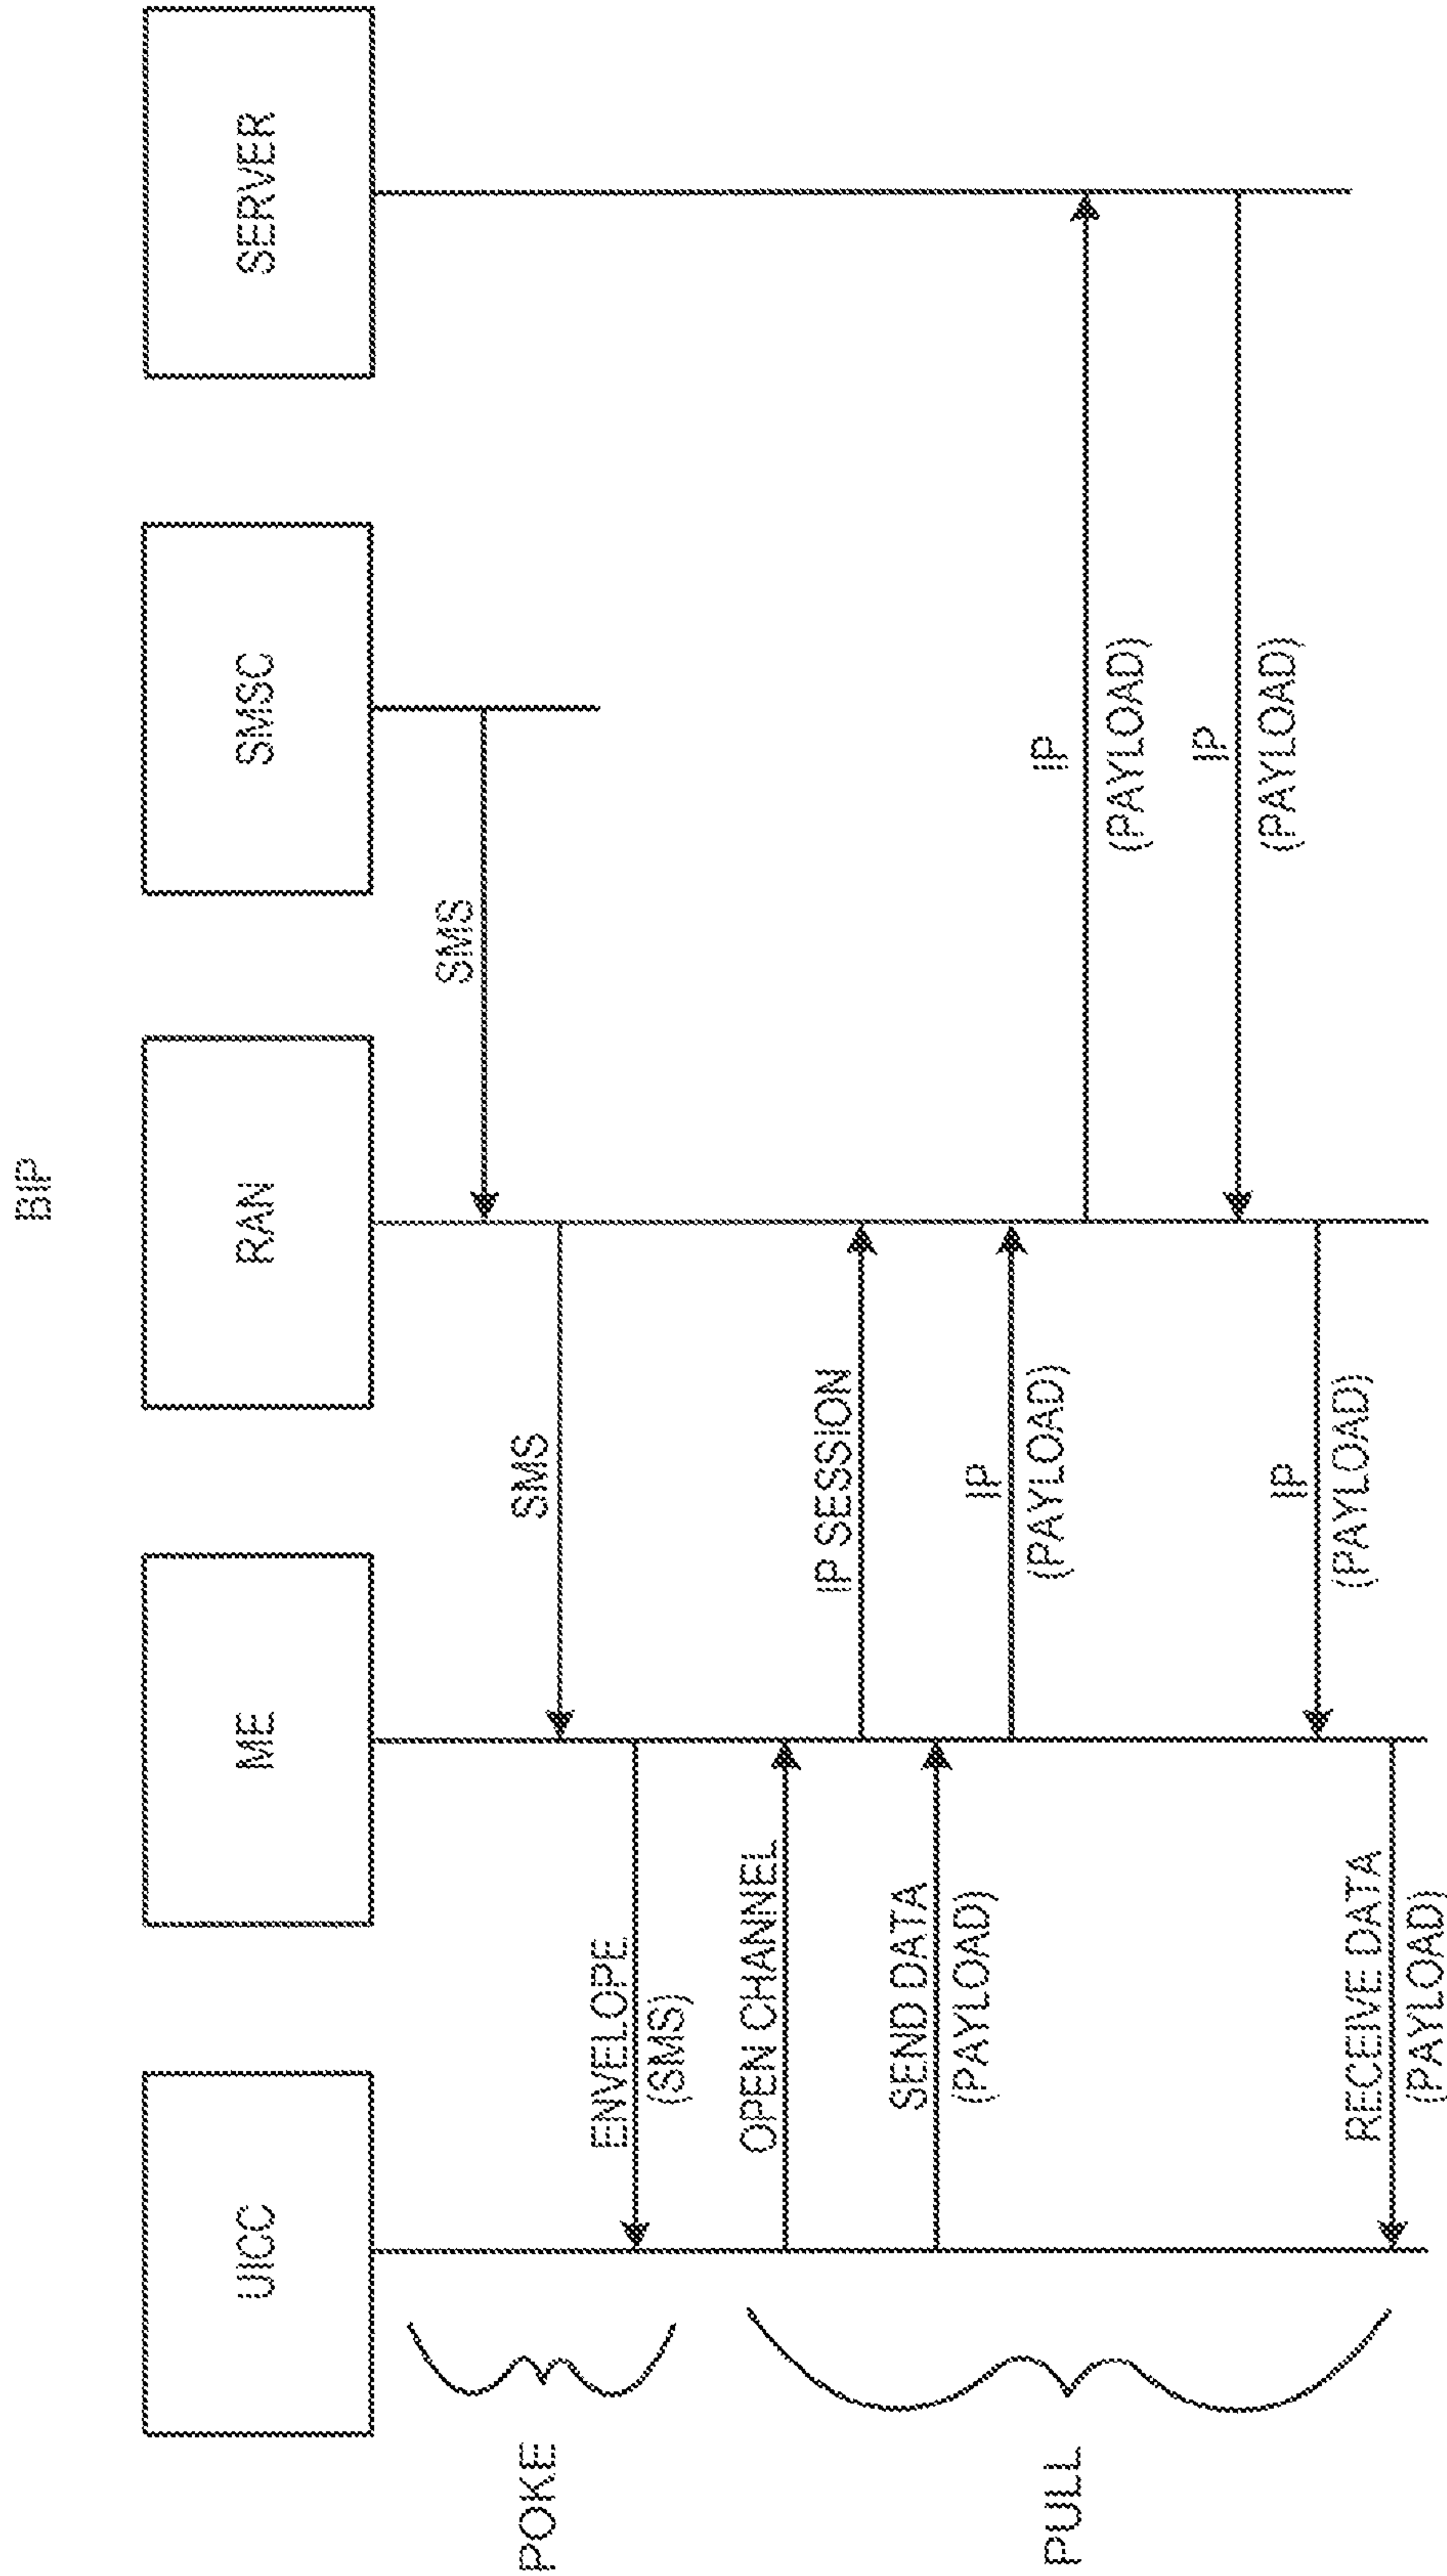 BIP
UICC
ME
RAN
SMSC
SERVER
POKE
SMS
SMS
ENVELOPE
(SMS)
PULL
OPEN CHANNEL
IP SESSION
SEND DATA
(PAYLOAD)
IP
(PAYLOAD)
IP
(PAYLOAD)
IP
(PAYLOAD)
IP
(PAYLOAD)
RECEIVE DATA
(PAYLOAD)